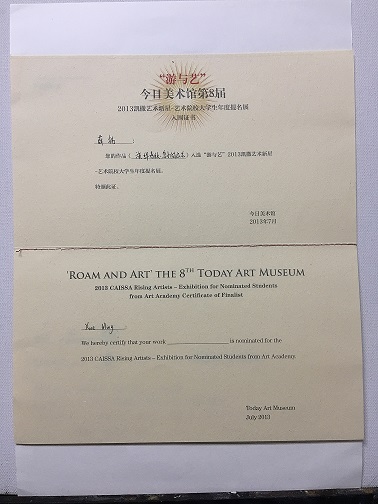 “游与艺”
今日美术馆第8届
2013凯撒艺术新星-艺术院校大学生年度提名展
入围证书
:
您的作品（ ）入选“游与艺”2013凯撒艺术新星
-艺术院校大学生年度提名展。
特颁此证。
今日美术馆
2013年7月
'ROAM AND ART' THE 8TH TODAY ART MUSEUM
2013 CAISSA Rising Artists – Exhibition for Nominated Students
from Art Academy Certificate of Finalist
:
We hereby certify that your work ____________________ is nominated for the
2013 CAISSA Rising Artists – Exhibition for Nominated Students from Art Academy.
Today Art Museum
July 2013